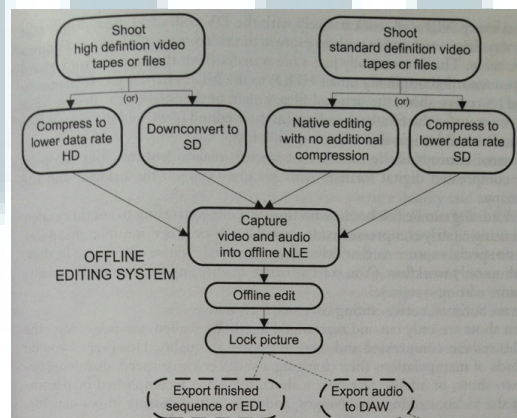 Shoot
high defintion video
tapes or files
Shoot
standard definition video
tapes or files
(or)
(or)
Compress to
lower data rate
HD
Downconvert to
SD
Native editing
with no additional
compression
Compress to
lower data rate
SD
Capture
video and audio
into offline NLE
OFFLINE
EDITING SYSTEM
Offline edit
Lock picture
Export finished
sequence or EDL
Export audio
to DAW